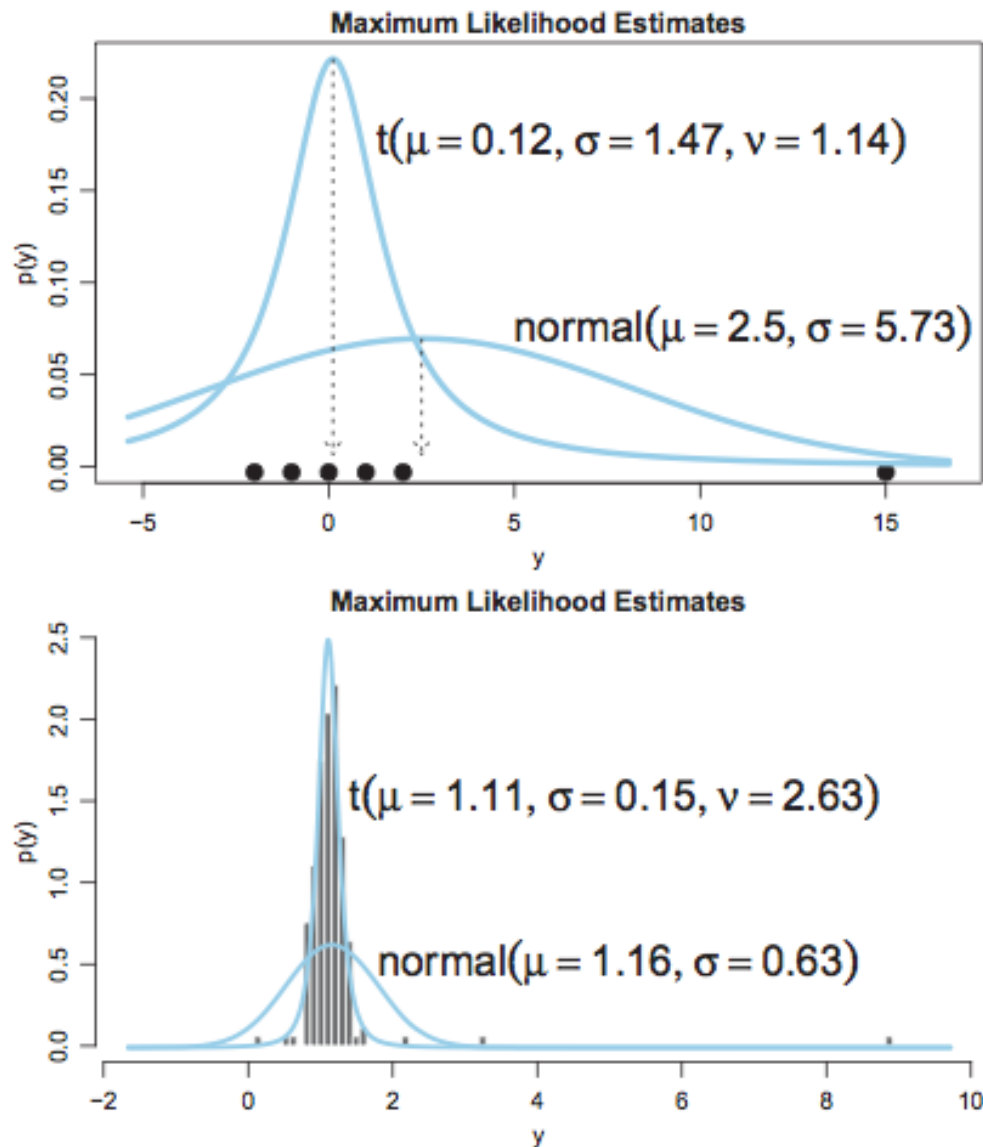 Maximum Likelihood Estimates
t(μ = 0.12, σ = 1.47, ν = 1.14)
normal(μ = 2.5, σ = 5.73)
p(y)
0.20
0.15
0.10
0.05
0.00
−5 0 5 10 15
y
Maximum Likelihood Estimates
t(μ = 1.11, σ = 0.15, ν = 2.63)
normal(μ = 1.16, σ = 0.63)
p(y)
2.5
2.0
1.5
1.0
0.5
0.0
−2 0 2 4 6 8 10
y